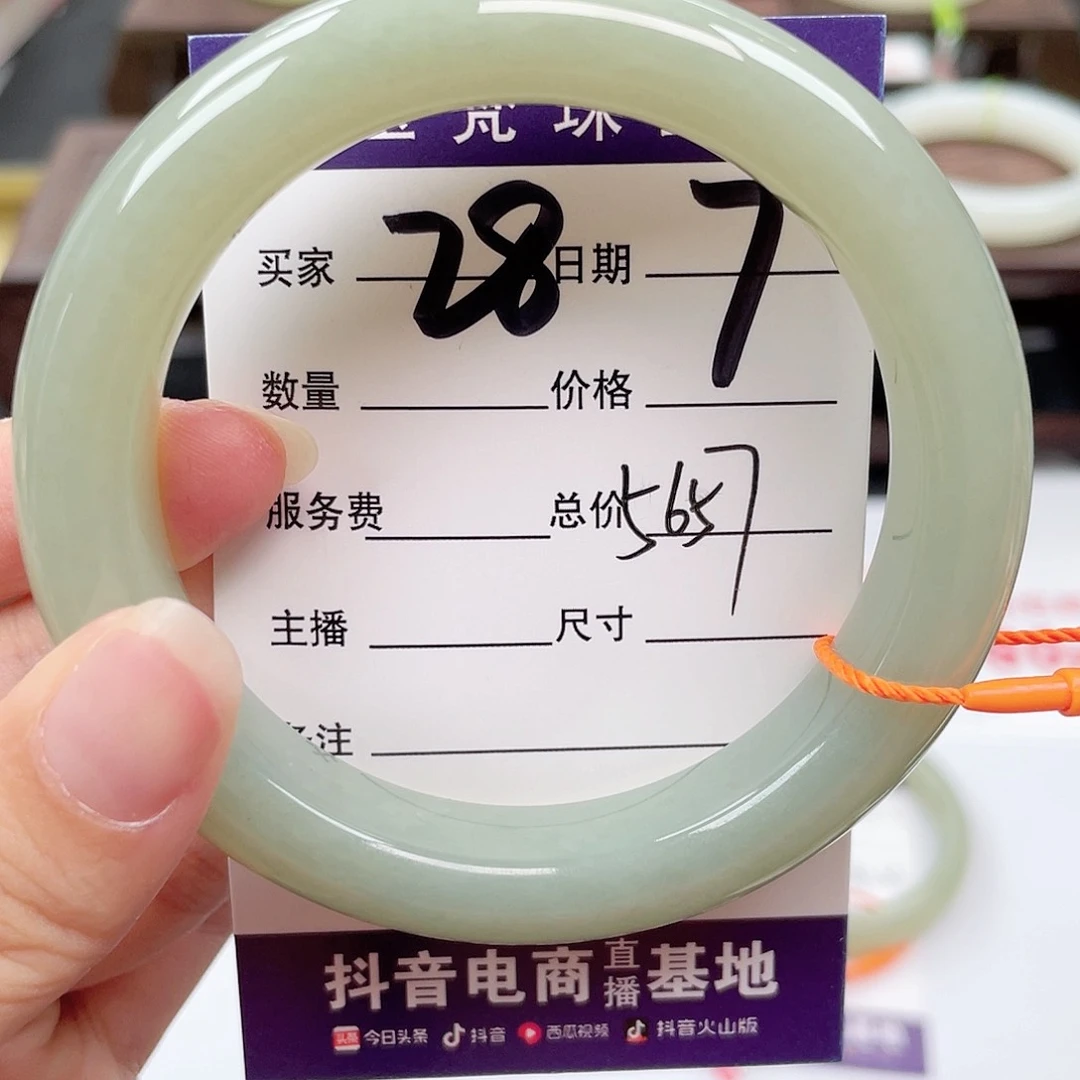 梵 珠
买家 28 日期 7
数量 价格
服务费 总价 5657
主播 尺寸
注
抖音电商直播基地
今日头条 抖音 西瓜视频 抖音火山版